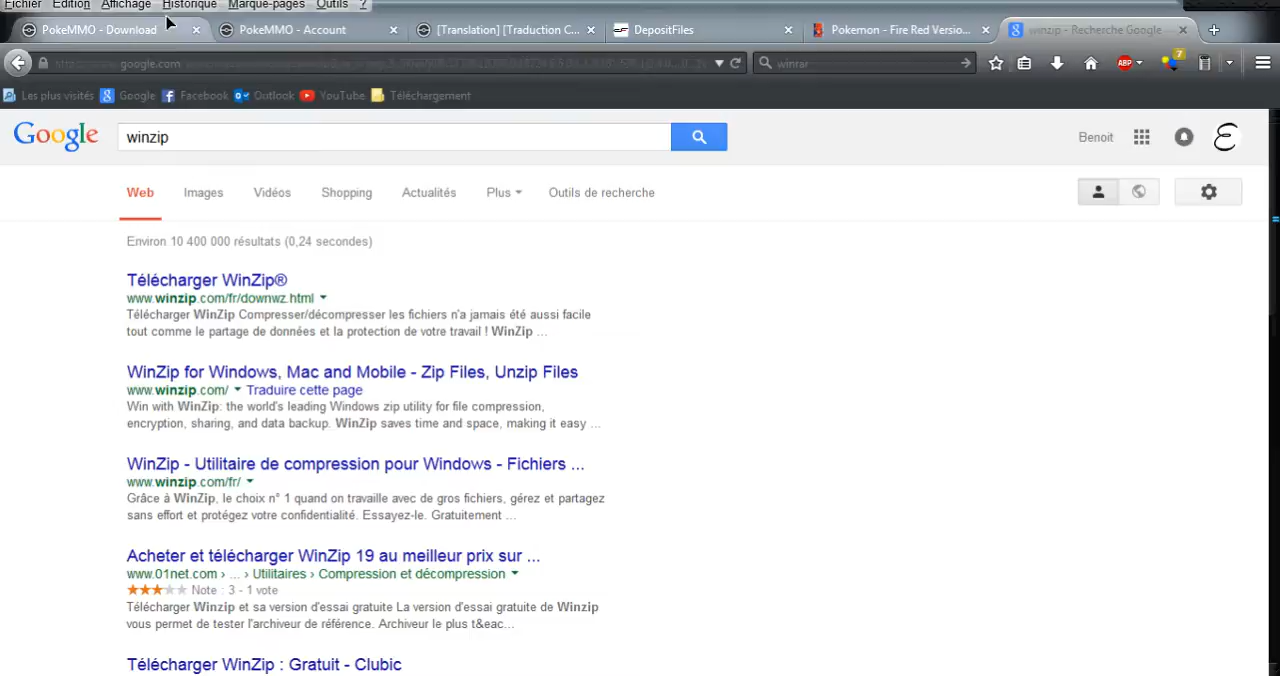 Fichier Edition Affichage Historique Marque-pages Outils ?
PokeMMO - Download × PokeMMO - Account × [Translation] [Traduction C... × DepositFiles × Pokemon - Fire Red Versio... × winzip - Recherche Google × +
winrar ABP 7
Les plus visités Google Facebook Outlook YouTube Téléchargement
Google winzip Benoit
Web Images Vidéos Shopping Actualités Plus Outils de recherche
Environ 10 400 000 résultats (0,24 secondes)
Télécharger WinZip®
www.winzip.com/fr/downwz.html
Télécharger WinZip Compresser/décompresser les fichiers n'a jamais été aussi facile
tout comme le partage de données et la protection de votre travail ! WinZip ...
WinZip for Windows, Mac and Mobile - Zip Files, Unzip Files
www.winzip.com/ Traduire cette page
Win with WinZip: the world's leading Windows zip utility for file compression,
encryption, sharing, and data backup. WinZip saves time and space, making it easy ...
WinZip - Utilitaire de compression pour Windows - Fichiers ...
www.winzip.com/fr/
Grâce à WinZip, le choix n° 1 quand on travaille avec de gros fichiers, gérez et partagez
sans effort et protégez votre confidentialité. Essayez-le. Gratuitement ...
Acheter et télécharger WinZip 19 au meilleur prix sur ...
www.01net.com › ... › Utilitaires › Compression et décompression
Note : 3 - 1 vote
Télécharger Winzip et sa version d'essai gratuite La version d'essai gratuite de Winzip
vous permet de tester l'archiveur de référence. Archiveur le plus t&eac...
Télécharger WinZip : Gratuit - Clubic